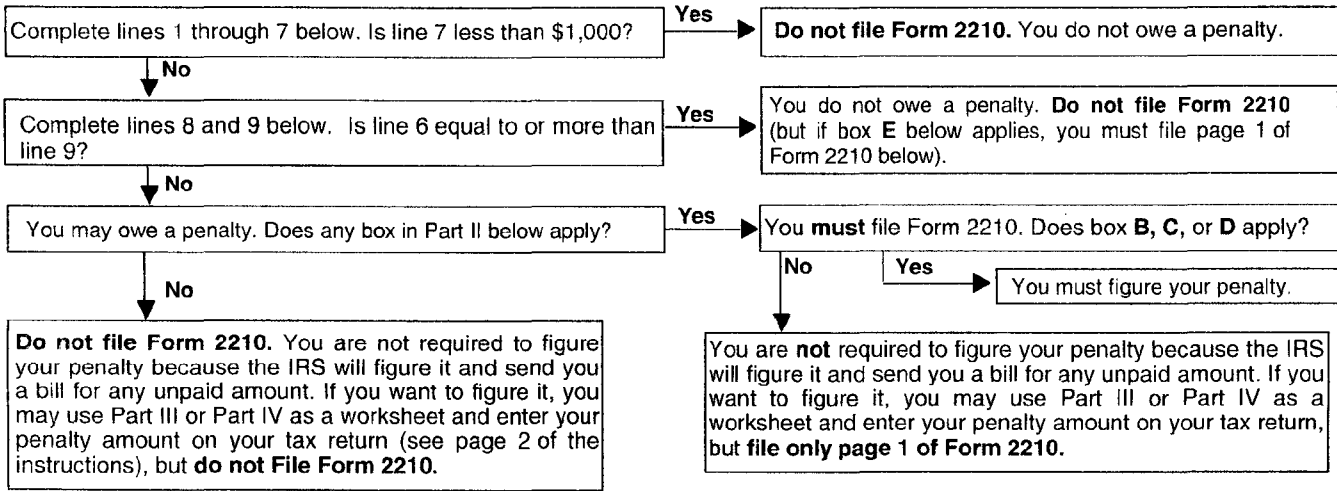 Complete lines 1 through 7 below. Is line 7 less than $1,000?
Yes
Do not file Form 2210. You do not owe a penalty.
No
Complete lines 8 and 9 below. Is line 6 equal to or more than
line 9?
Yes
You do not owe a penalty. Do not file Form 2210
(but if box E below applies, you must file page 1 of
Form 2210 below).
No
You may owe a penalty. Does any box in Part II below apply?
Yes
You must file Form 2210. Does box B, C, or D apply?
No
Yes
You must figure your penalty.
No
Do not file Form 2210. You are not required to figure
your penalty because the IRS will figure it and send you
a bill for any unpaid amount. If you want to figure it, you
may use Part III or Part IV as a worksheet and enter your
penalty amount on your tax return (see page 2 of the
instructions), but do not File Form 2210.
You are not required to figure your penalty because the IRS
will figure it and send you a bill for any unpaid amount. If you
want to figure it, you may use Part III or Part IV as a
worksheet and enter your penalty amount on your tax return,
but file only page 1 of Form 2210.